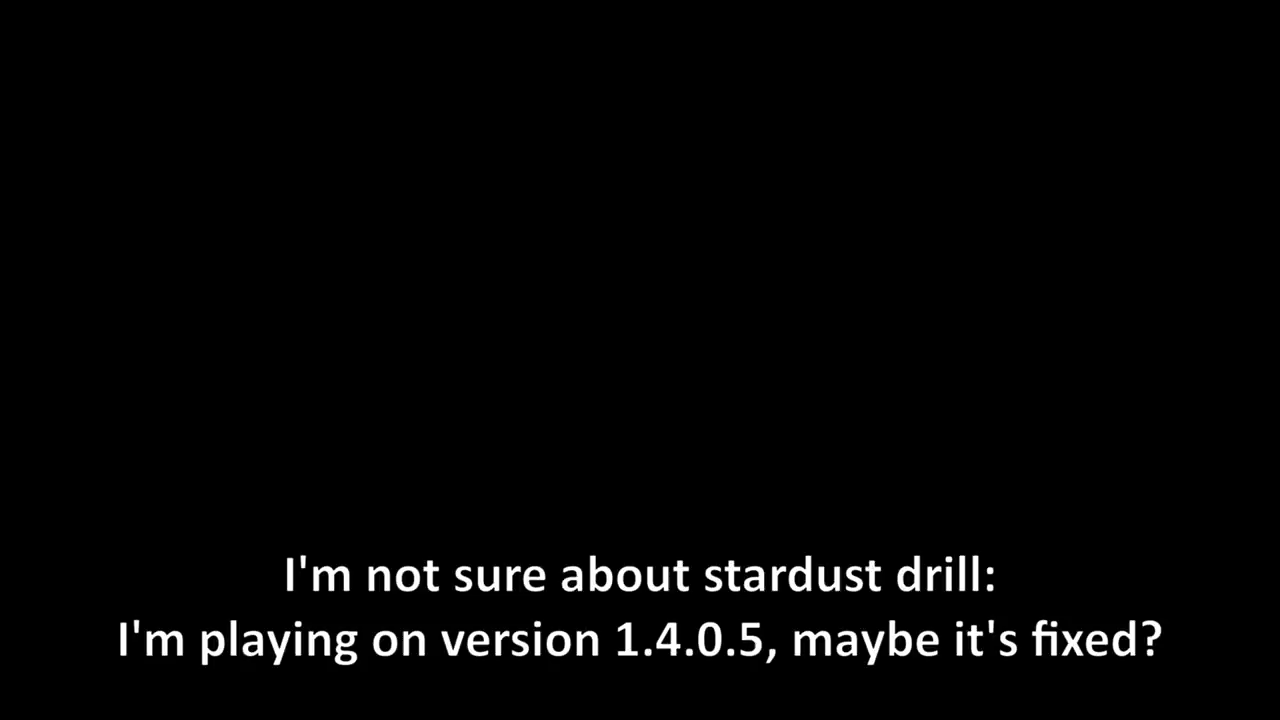 I'm not sure about stardust drill:
I'm playing on version 1.4.0.5, maybe it's fixed?